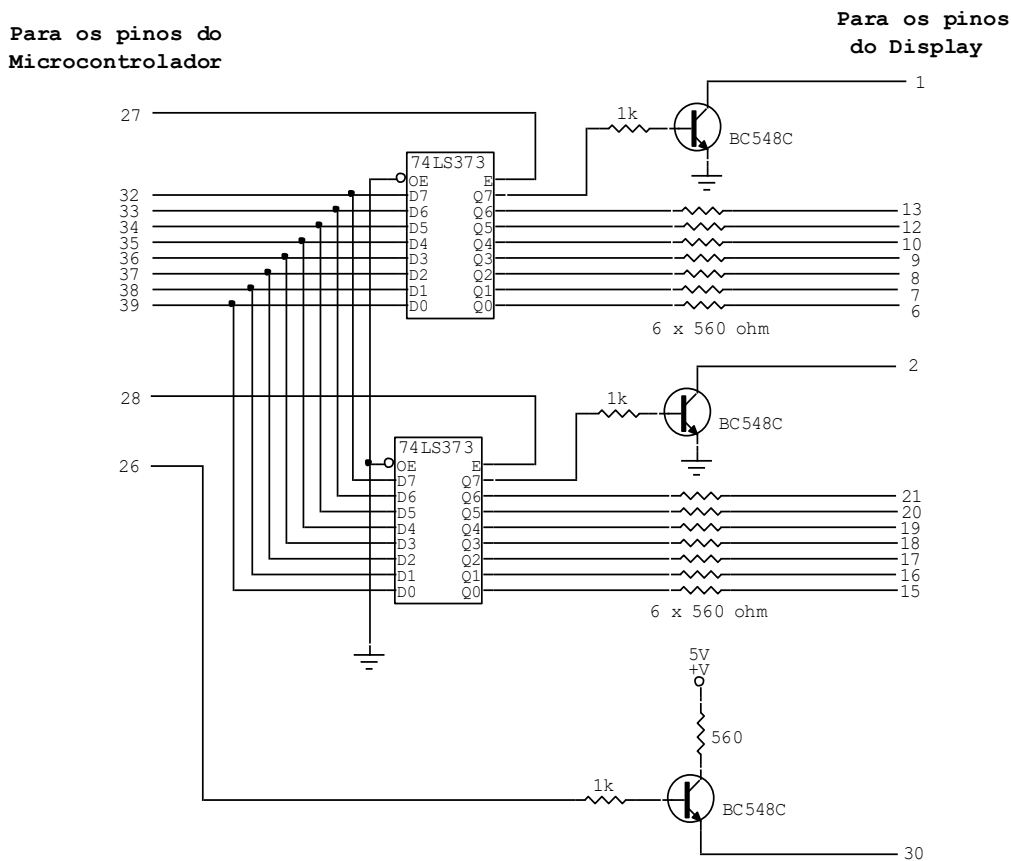 Para os pinos do
Microcontrolador
Para os pinos
do Display
1
27
1k
BC548C
74LS373
OE E
32 D7 Q7
33 D6 Q6 13
34 D5 Q5 12
35 D4 Q4 10
36 D3 Q3 9
37 D2 Q2 8
38 D1 Q1 7
39 D0 Q0 6
6 x 560 ohm
2
28
1k
BC548C
74LS373
26 OE E
D7 Q7
D6 Q6 21
D5 Q5 20
D4 Q4 19
D3 Q3 18
D2 Q2 17
D1 Q1 16
D0 Q0 15
6 x 560 ohm
5V
+V
560
1k
BC548C
30